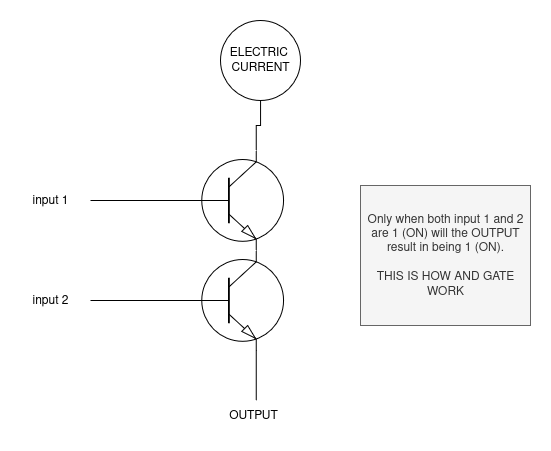 ELECTRIC
CURRENT
input 1
Only when both input 1 and 2
are 1 (ON) will the OUTPUT
result in being 1 (ON).
THIS IS HOW AND GATE
WORK
input 2
OUTPUT